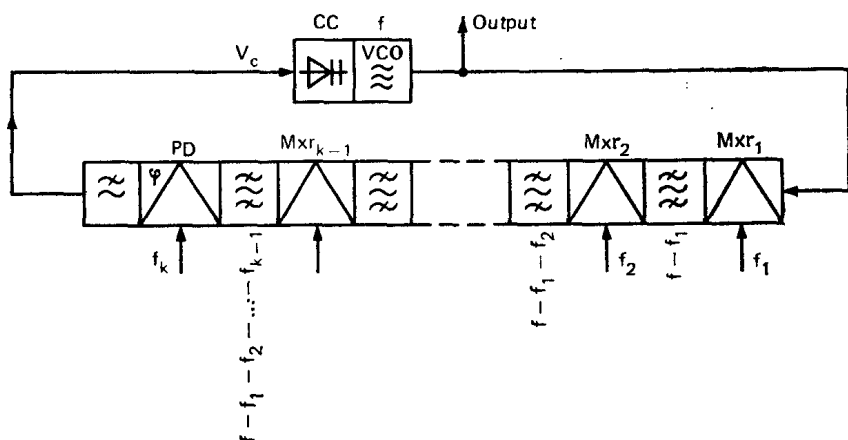 CC f Output
V_c VCO
PD Mxr_{k-1} Mxr_2 Mxr_1
φ
f_k f_2 f_1
f - f_1 - f_2 - ... - f_{k-1}
f - f_1 - f_2
f - f_1